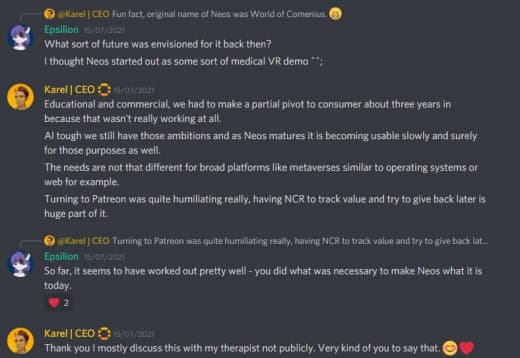 @Karel | CEO Fun fact, original name of Neos was World of Comenius.
Epsilion 15/07/2021
What sort of future was envisioned for it back then?
I thought Neos started out as some sort of medical VR demo ^^;
Karel | CEO 15/07/2021
Educational and commercial, we had to make a partial pivot to consumer about three years in
because that wasn't really working at all.
Al tough we still have those ambitions and as Neos matures it is becoming usable slowly and surely
for those purposes as well.
The needs are not that different for broad platforms like metaverses similar to operating systems or
web for example.
Turning to Patreon was quite humiliating really, having NCR to track value and try to give back later is
huge part of it.
@Karel | CEO Turning to Patreon was quite humiliating really, having NCR to track value and try to give back lat...
Epsilion 15/07/2021
So far, it seems to have worked out pretty well - you did what was necessary to make Neos what it is
today.
2
Karel | CEO 15/07/2021
Thank you I mostly discuss this with my therapist not publicly. Very kind of you to say that.